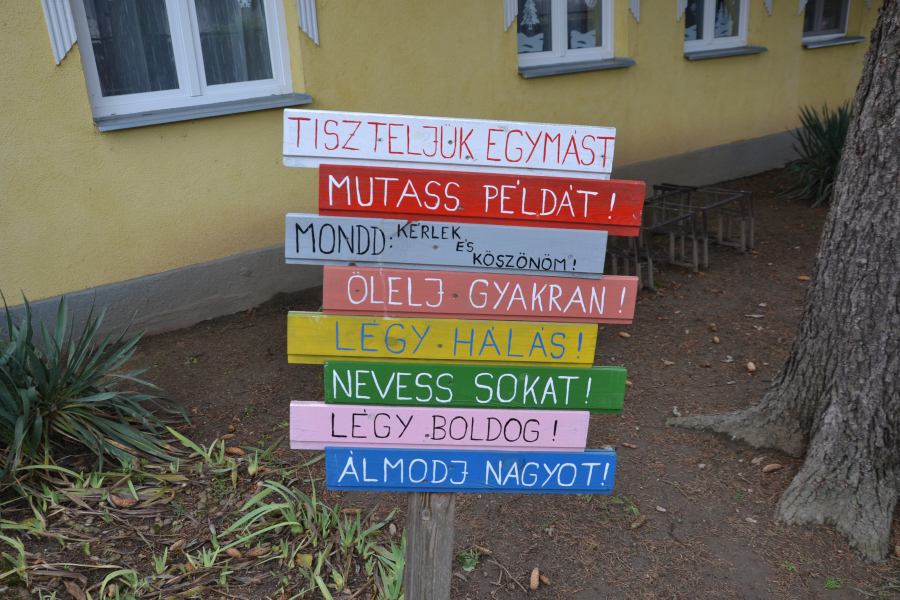 TISZTELJÜK EGYMÁST
MUTASS PÉLDÁT!
MONDD: KÉRLEK ÉS KÖSZÖNÖM!
ÖLELJ GYAKRAN!
LÉGY HÁLÁS!
NEVESS SOKAT!
LÉGY BOLDOG!
ÁLMODJ NAGYOT!